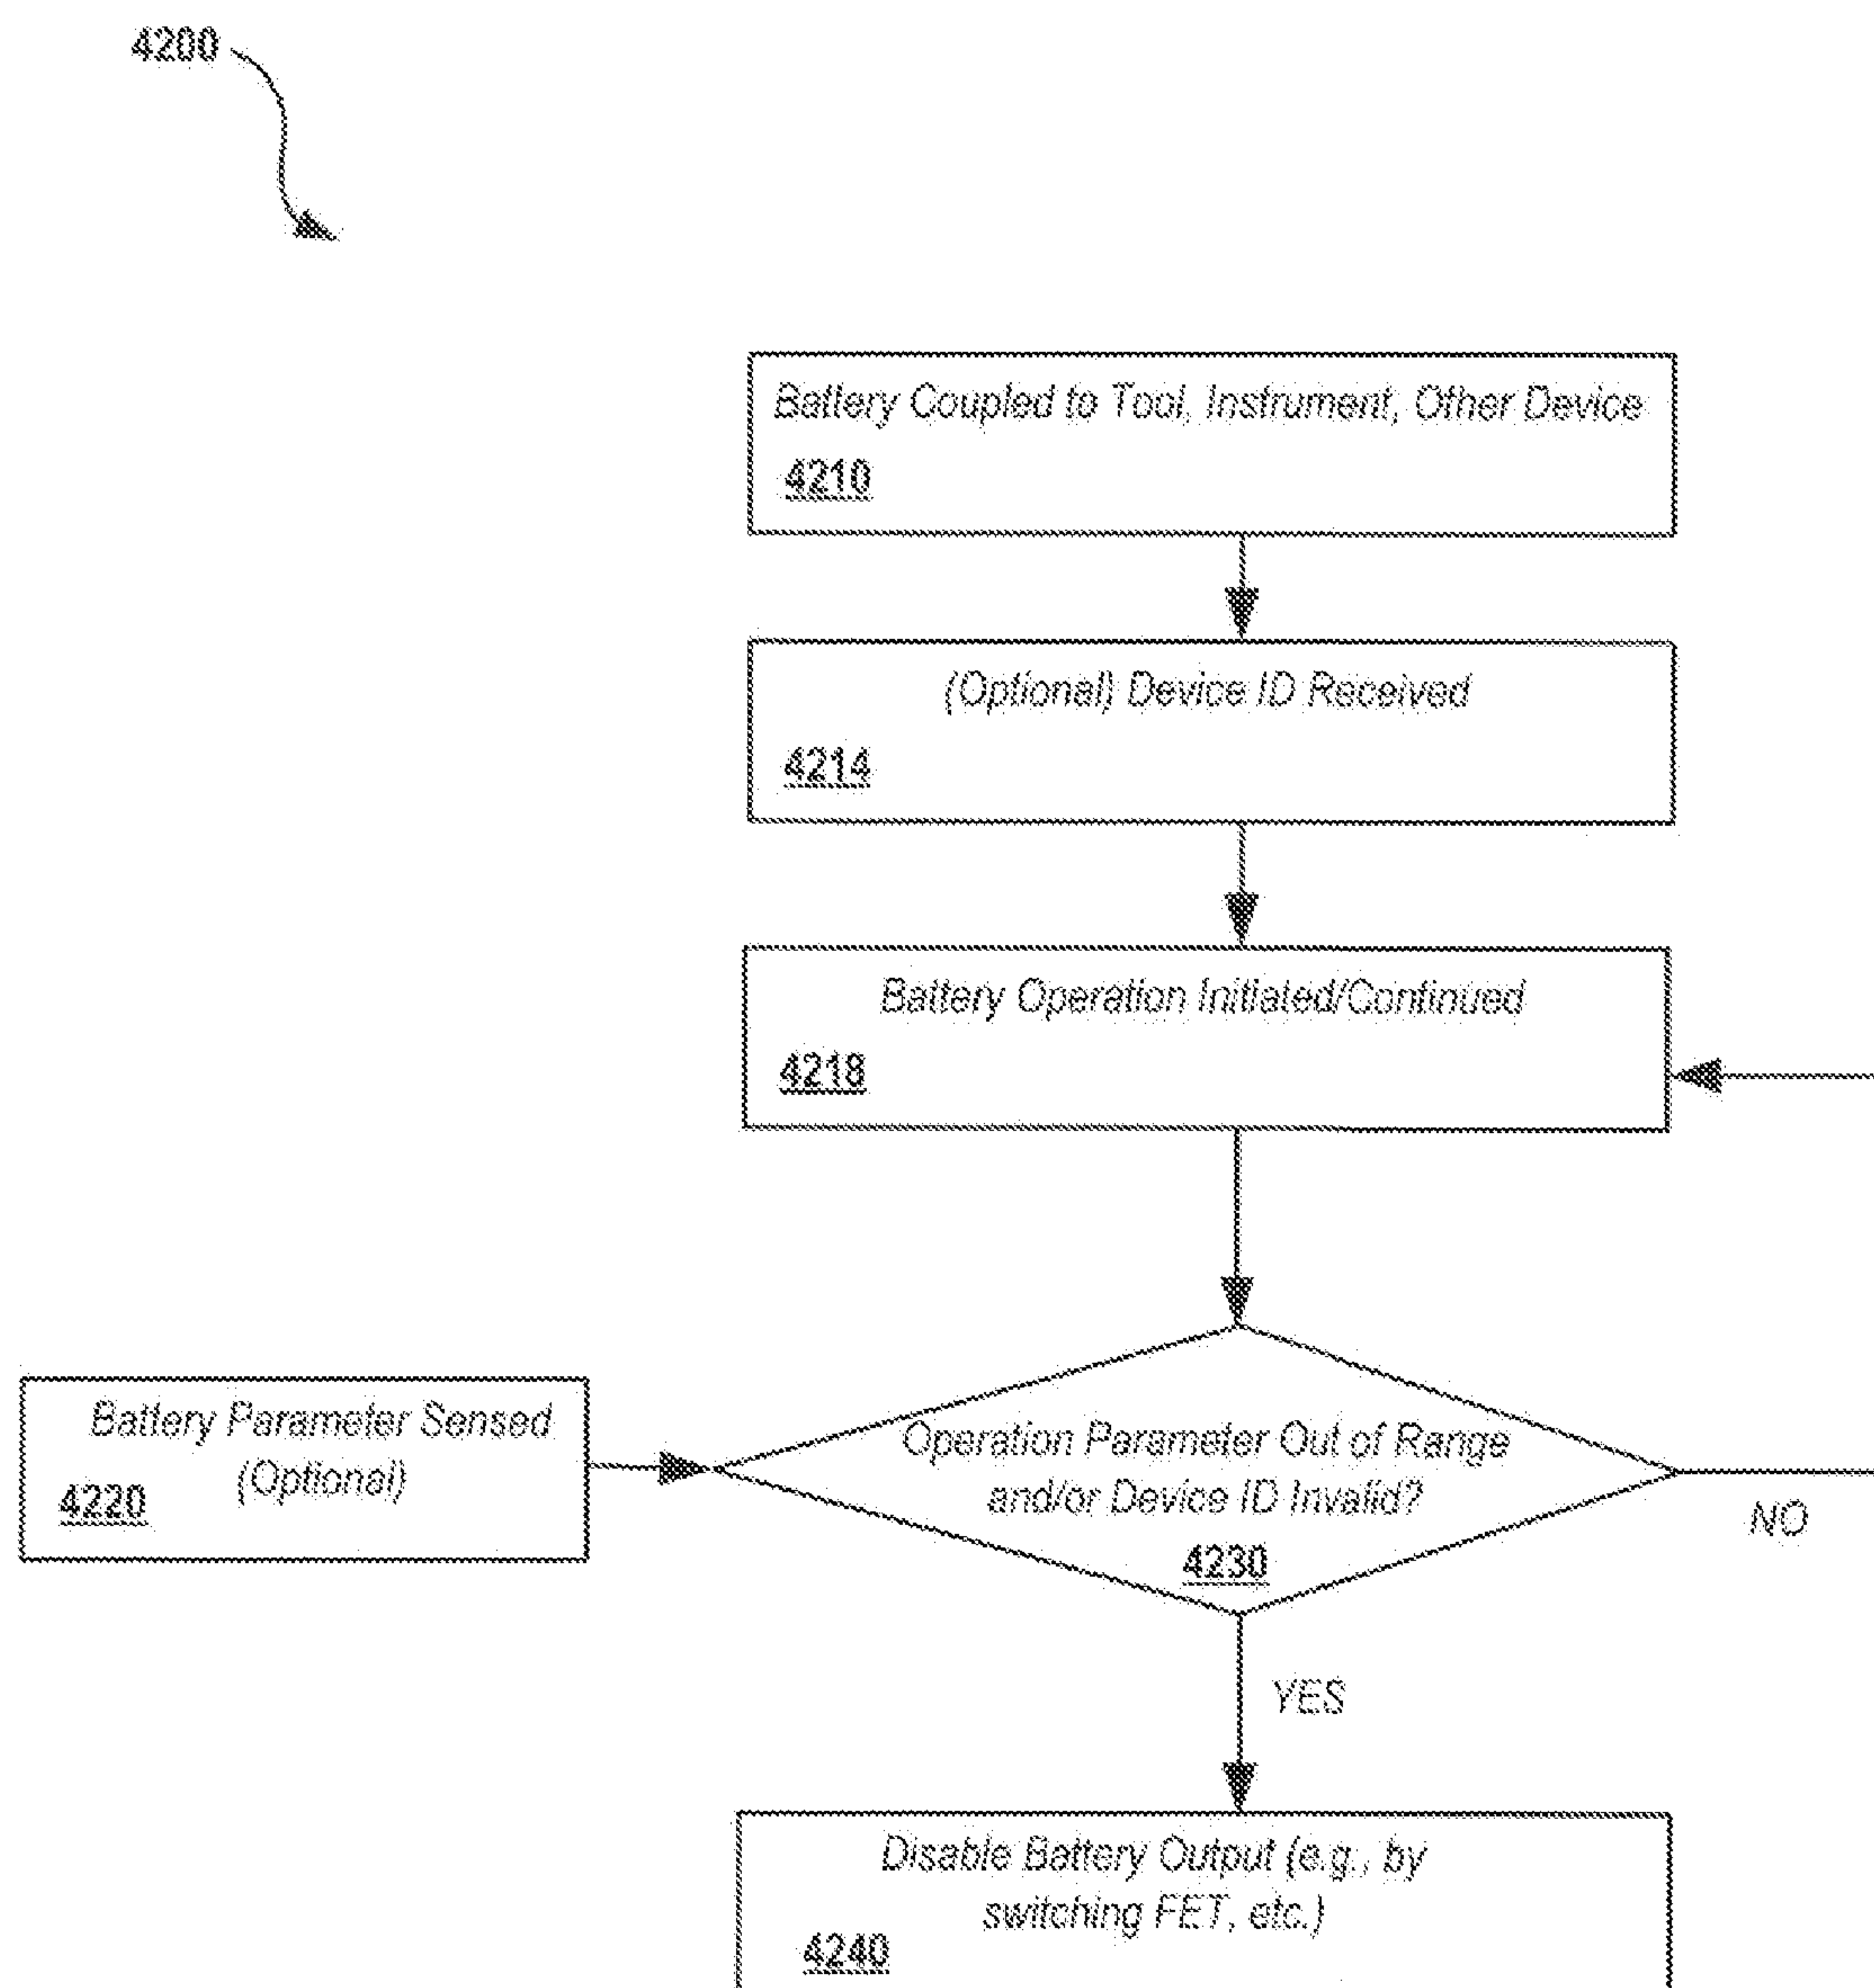 4200
Battery Coupled to Tool, Instrument, Other Device
4210
(Optional) Device ID Received
4214
Battery Operation Initiated/Continued
4218
Battery Parameter Sensed
(Optional)
4220
Operation Parameter Out of Range
and/or Device ID Invalid?
4230
NO
YES
Disable Battery Output (e.g., by
switching FET, etc.)
4240